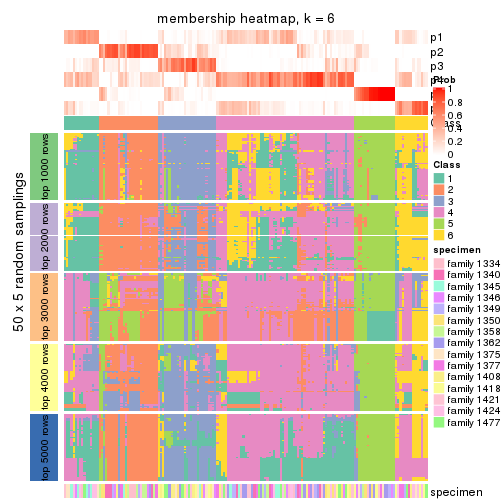 membership heatmap, k = 6
p1
p2
p3
Prob
1
0.8
0.6
0.4
0.2
0
Class
1
2
3
4
5
6
specimen
family 1334
family 1340
family 1345
family 1346
family 1349
family 1350
family 1358
family 1362
family 1375
family 1377
family 1408
family 1418
family 1421
family 1424
family 1477
50 x 5 random samplings
top 1000 rows
top 2000 rows
top 3000 rows
top 4000 rows
top 5000 rows
specimen